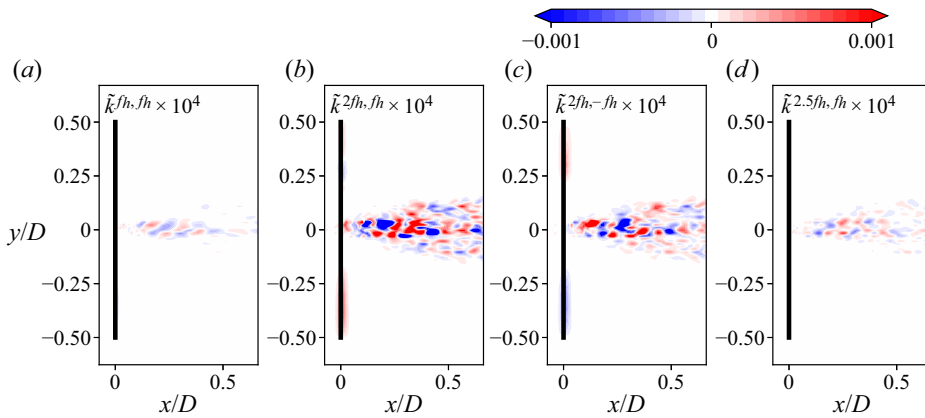 −0.001 0 0.001
(a) (b) (c) (d)
k̃^{fh, fh} × 10^4 k̃^{2fh, fh} × 10^4 k̃^{2fh,−fh} × 10^4 k̃^{2.5fh, fh} × 10^4
0.50 0.50 0.50 0.50
0.25 0.25 0.25 0.25
y/D 0 0 0 0
−0.25 −0.25 −0.25 −0.25
−0.50 −0.50 −0.50 −0.50
0 0.5 0 0.5 0 0.5 0 0.5
x/D x/D x/D x/D